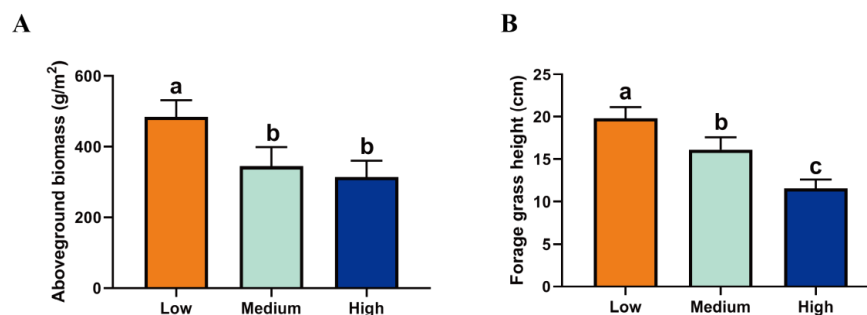 A
Aboveground biomass (g/m²)
600
400
200
0
a
b
b
Low Medium High
B
Forage grass height (cm)
25
20
15
10
5
0
a
b
c
Low Medium High